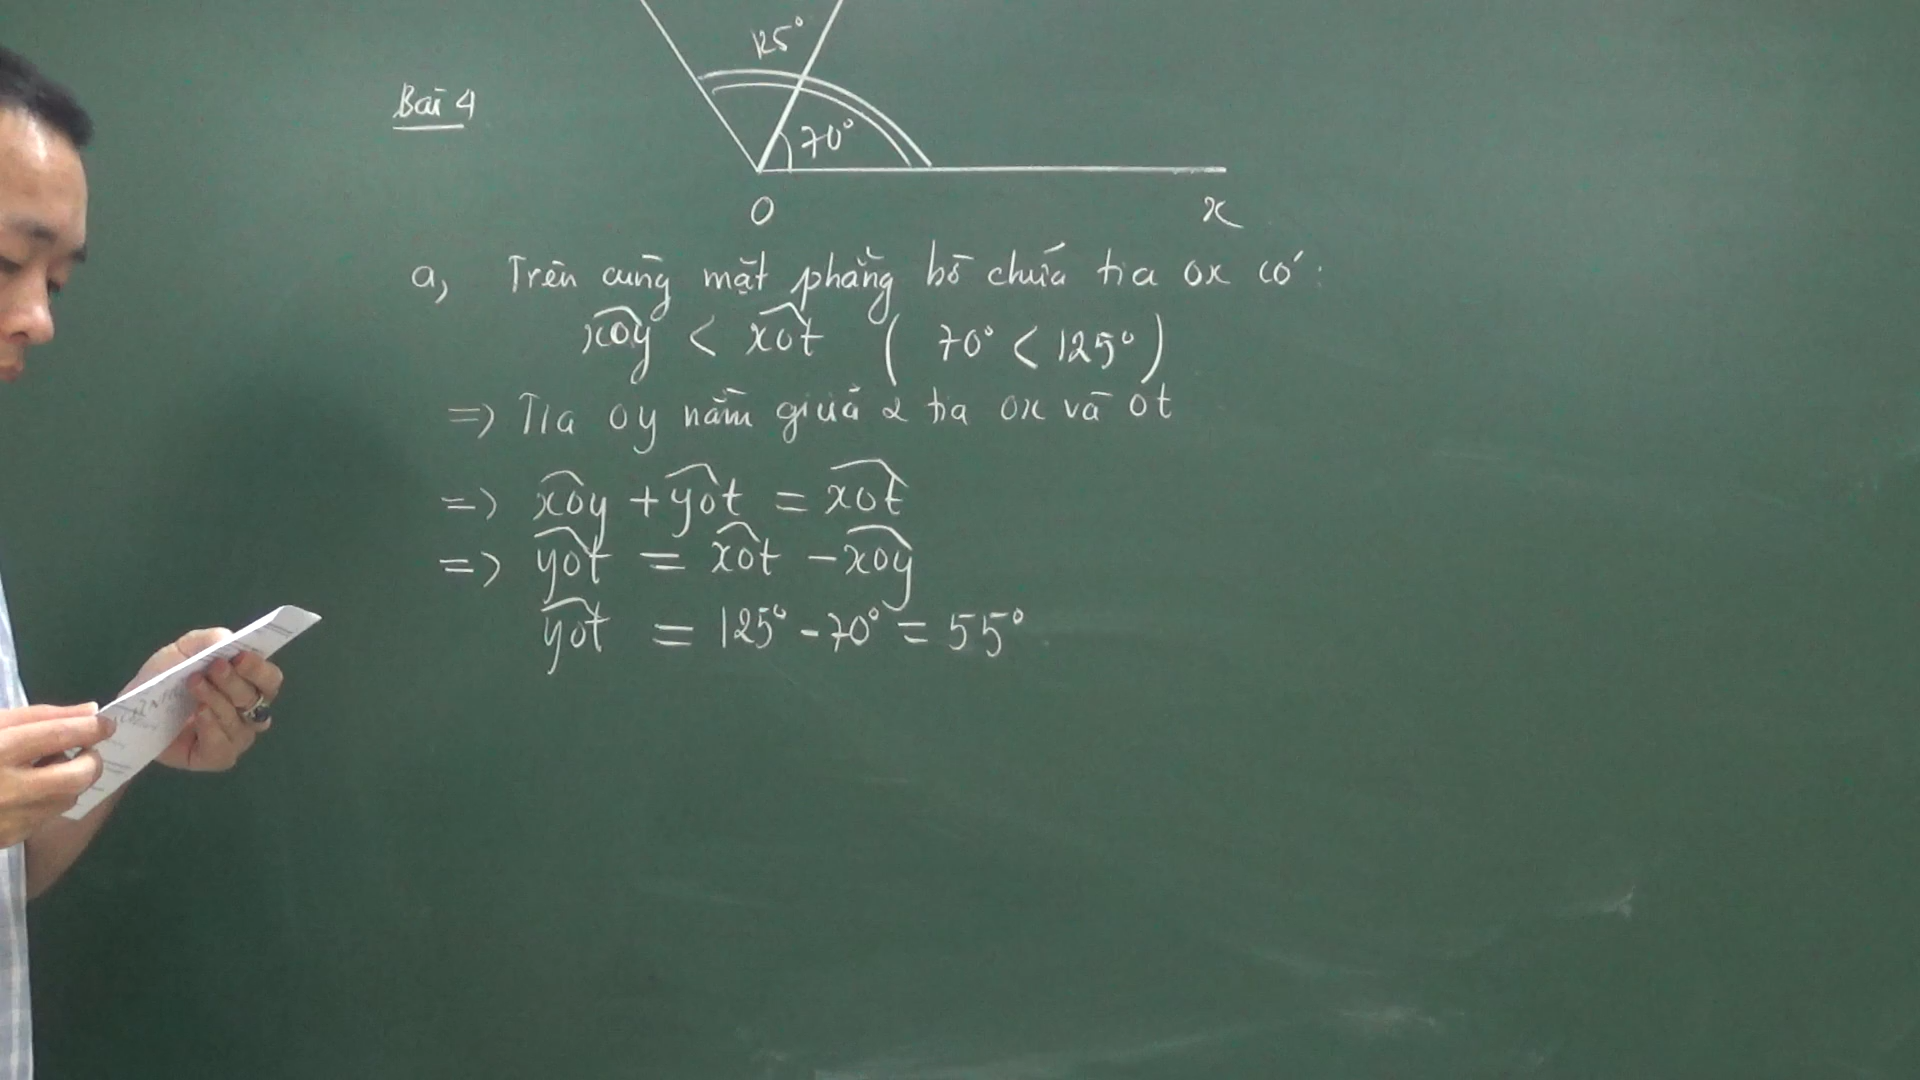 125°
Bài 4
70°
O x
a, Trên cùng mặt phẳng bờ chứa tia Ox có:
xOy < xOt ( 70° < 125° )
=> Tia Oy nằm giữa 2 tia Ox và Ot
=> xOy + yOt = xOt
=> yOt = xOt - xOy
yOt = 125° - 70° = 55°